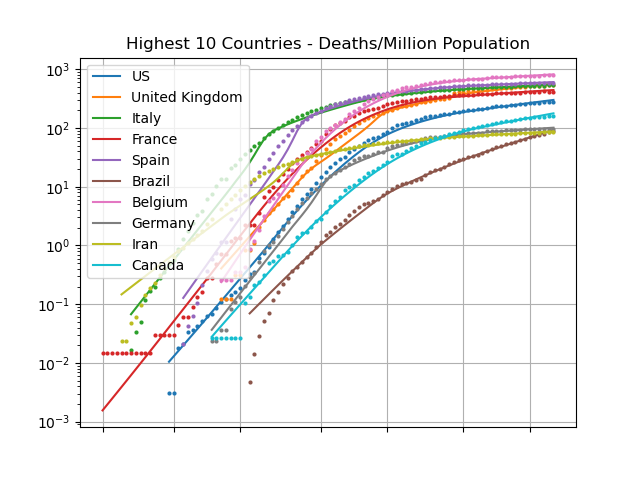 Highest 10 Countries - Deaths/Million Population
10³
10²
10¹
10⁰
10⁻¹
10⁻²
10⁻³
US
United Kingdom
Italy
France
Spain
Brazil
Belgium
Germany
Iran
Canada